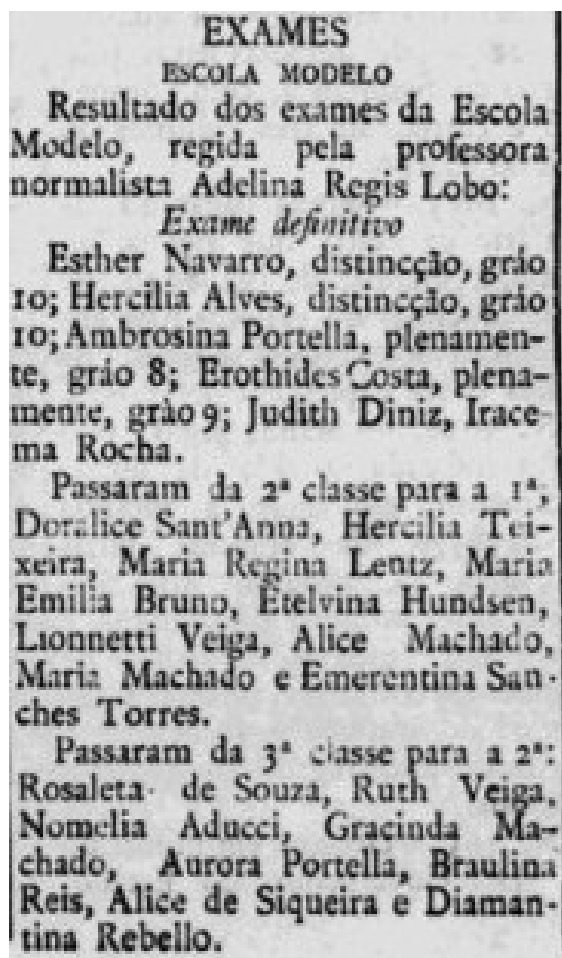 EXAMES
ESCOLA MODELO
Resultado dos exames da Escola
Modelo, regida pela professora
normalista Adelina Regis Lobo:
Exame definitivo
Esther Navarro, distincção, gráo
10; Hercilia Alves, distincção, gráo
10; Ambrosina Portella, plenamen-
te, gráo 8; Erothides Costa, plena-
mente, gráo 9; Judith Diniz, Irace-
ma Rocha.
Passaram da 2ª classe para a 1ª,
Doralice Sant'Anna, Hercilia Tei-
xeira, Maria Regina Lentz, Maria
Emilia Bruno, Etelvina Hundsen,
Lionnetti Veiga, Alice Machado,
Maria Machado e Emerentina San-
ches Torres.
Passaram da 3ª classe para a 2ª:
Rosaleta de Souza, Ruth Veiga,
Nomelia Aducci, Gracinda Ma-
chado, Aurora Portella, Braulina
Reis, Alice de Siqueira e Diaman-
tina Rebello.